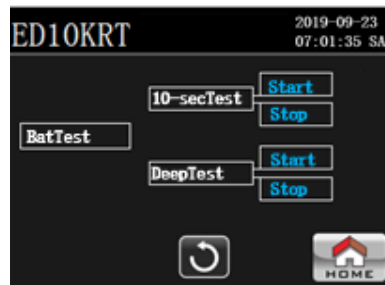 ED10KRT
2019-09-23
07:01:35 SA
BatTest
10-secTest
Start
Stop
DeepTest
Start
Stop
HOME